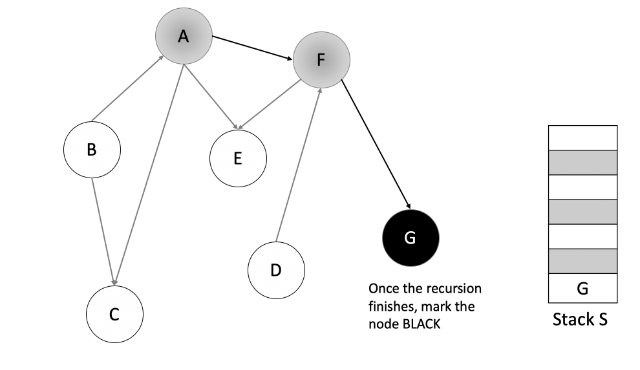 A
F
B
E
G
D
G
Once the recursion
finishes, mark the
node BLACK
C
Stack S